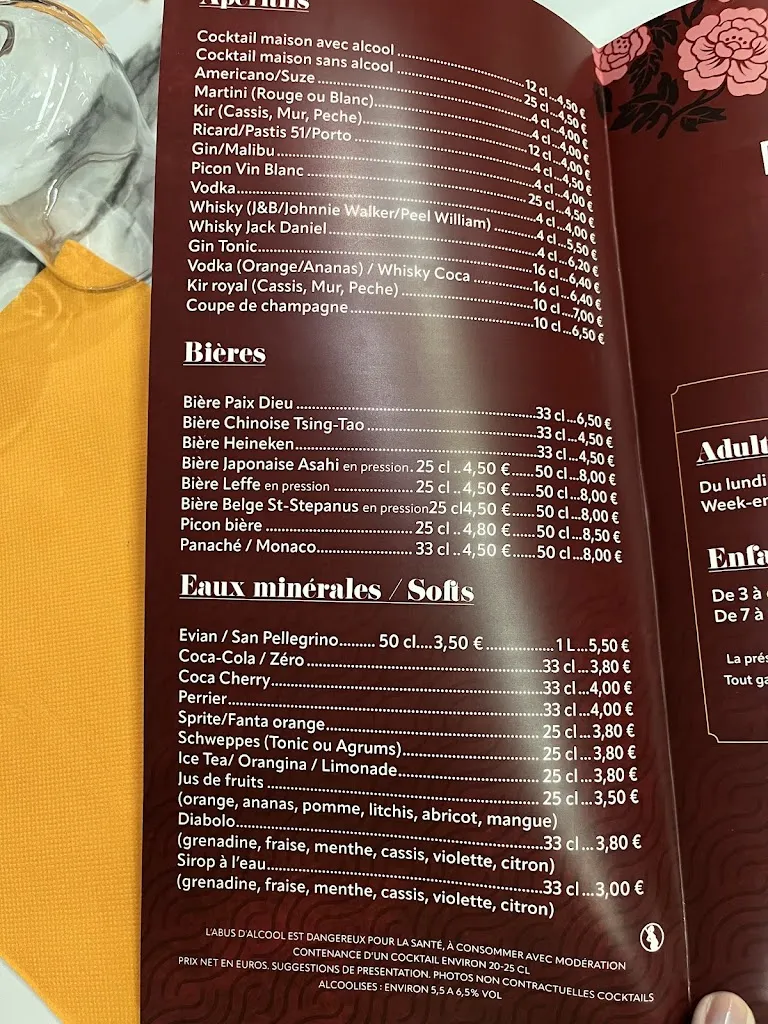 Apéritifs
Cocktail maison avec alcool ... 12 cl...4,50 €
Cocktail maison sans alcool ... 25 cl...4,50 €
Americano/Suze ... 4 cl...4,00 €
Martini (Rouge ou Blanc)... 4 cl...4,00 €
Kir (Cassis, Mur, Peche)... 12 cl...4,00 €
Ricard/Pastis 51/Porto ... 4 cl...4,50 €
Gin/Malibu... 4 cl...4,00 €
Picon Vin Blanc ... 25 cl...4,50 €
Vodka... 4 cl...4,00 €
Whisky (J&B/Johnnie Walker/Peel William) ... 4 cl...5,50 €
Whisky Jack Daniel... 4 cl...6,20 €
Gin Tonic... 16 cl...6,40 €
Vodka (Orange/Ananas) / Whisky Coca ... 16 cl...6,40 €
Kir royal (Cassis, Mur, Peche)... 10 cl...7,00 €
Coupe de champagne... 10 cl...6,50 €
Bières
Bière Paix Dieu ... 33 cl...6,50 €
Bière Chinoise Tsing-Tao ... 33 cl...4,50 €
Bière Heineken... 33 cl...4,50 €
Bière Japonaise Asahi en pression. 25 cl..4,50 €.....50 cl...8,00 €
Bière Leffe en pression ... 25 cl..4,50 €.....50 cl...8,00 €
Bière Belge St-Stepanus en pression25 cl4,50 €.....50 cl...8,00 €
Picon bière ... 25 cl..4,80 €......50 cl...8,50 €
Panaché / Monaco... 33 cl..4,50 €......50 cl...8,00 €
Eaux minérales / Softs
Evian / San Pellegrino......... 50 cl....3,50 € ...1 L...5,50 €
Coca-Cola / Zéro... 33 cl...3,80 €
Coca Cherry... 33 cl...4,00 €
Perrier... 33 cl...4,00 €
Sprite/Fanta orange... 25 cl...3,80 €
Schweppes (Tonic ou Agrums)... 25 cl...3,80 €
Ice Tea/ Orangina / Limonade... 25 cl...3,80 €
Jus de fruits ... 25 cl...3,50 €
(orange, ananas, pomme, litchis, abricot, mangue)
Diabolo... 33 cl...3,80 €
(grenadine, fraise, menthe, cassis, violette, citron)
Sirop à l'eau... 33 cl...3,00 €
(grenadine, fraise, menthe, cassis, violette, citron)
L'ABUS D'ALCOOL EST DANGEREUX POUR LA SANTÉ, À CONSOMMER AVEC MODÉRATION
CONTENANCE D'UN COCKTAIL ENVIRON 20-25 CL
PRIX NET EN EUROS. SUGGESTIONS DE PRESENTATION. PHOTOS NON CONTRACTUELLES COCKTAILS
ALCOOLISES : ENVIRON 5,5 A 6,5% VOL
Adult
Du lundi
Week-en
Enfa
De 3 à
De 7 à
La prés
Tout ga